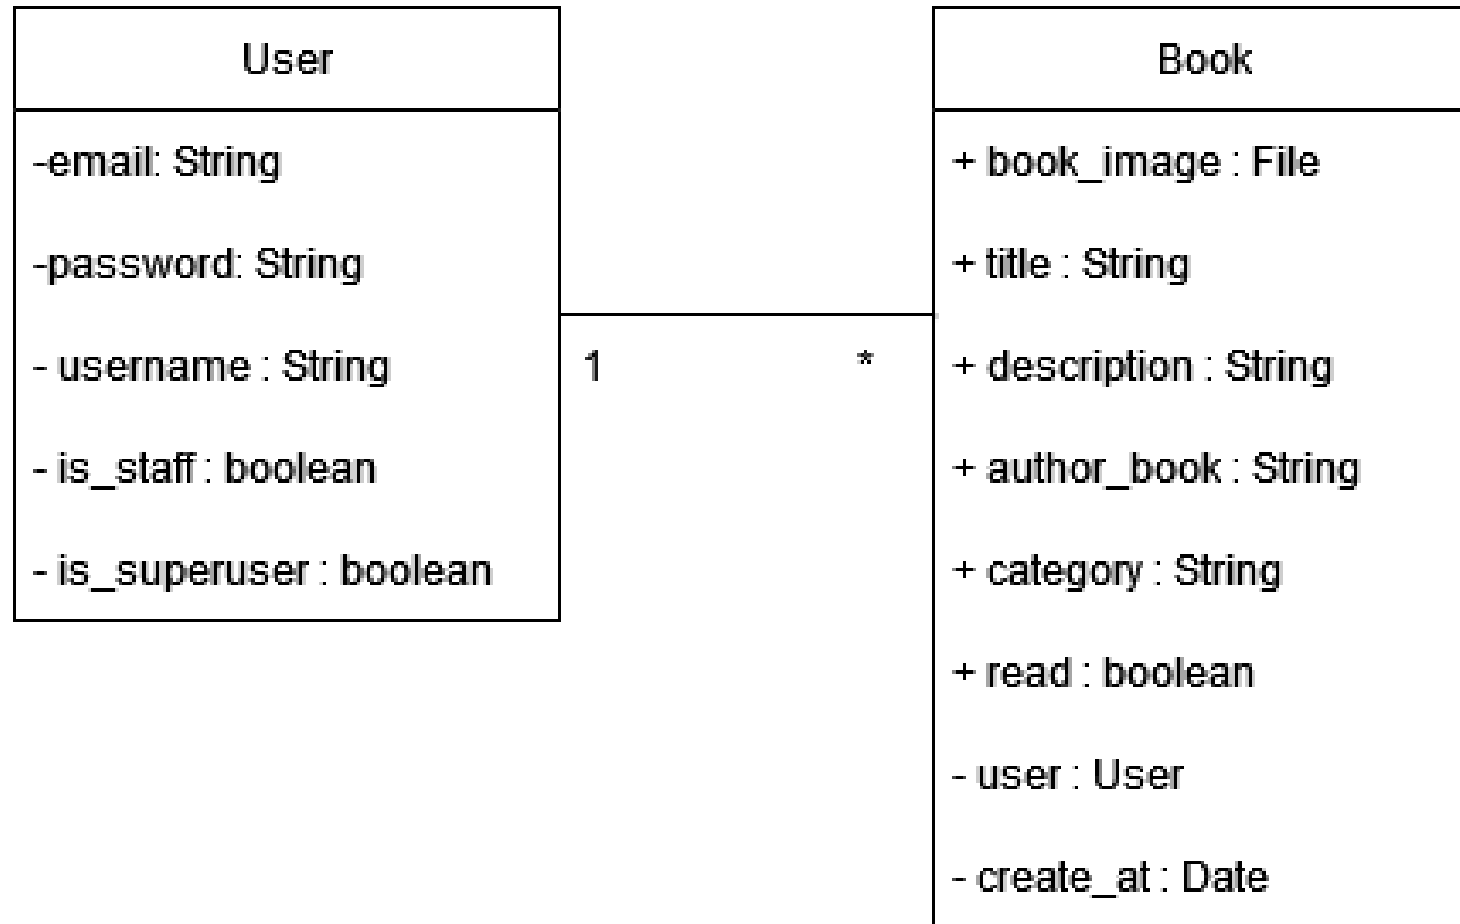 User
-email: String
-password: String
- username : String
- is_staff : boolean
- is_superuser : boolean
1
*
Book
+ book_image : File
+ title : String
+ description : String
+ author_book : String
+ category : String
+ read : boolean
- user : User
- create_at : Date